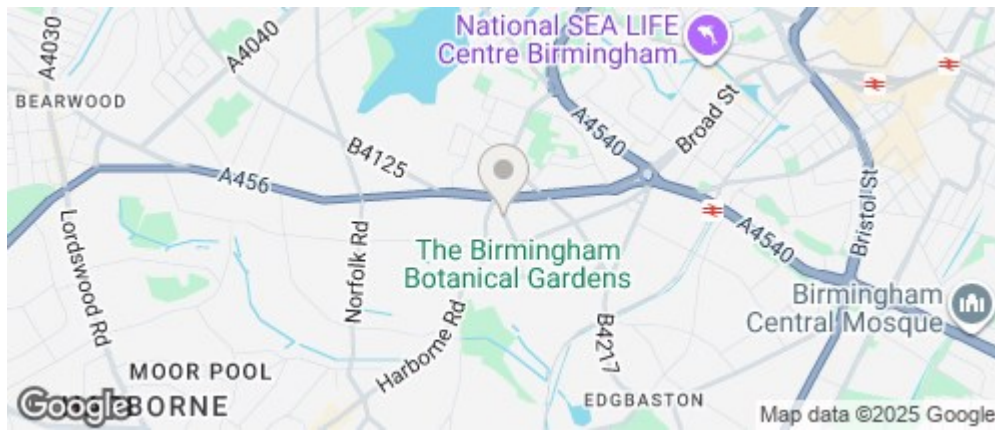 National SEA LIFE
Centre Birmingham
A4030
A4040
BEARWOOD
A4540
Broad St
B4125
A456
Bristol St
Lordswood Rd
Norfolk Rd
A4540
The Birmingham
Botanical Gardens
Harborne Rd
B4217
Birmingham
Central Mosque
MOOR POOL
EDGBASTON
Google
Map data ©2025 Google